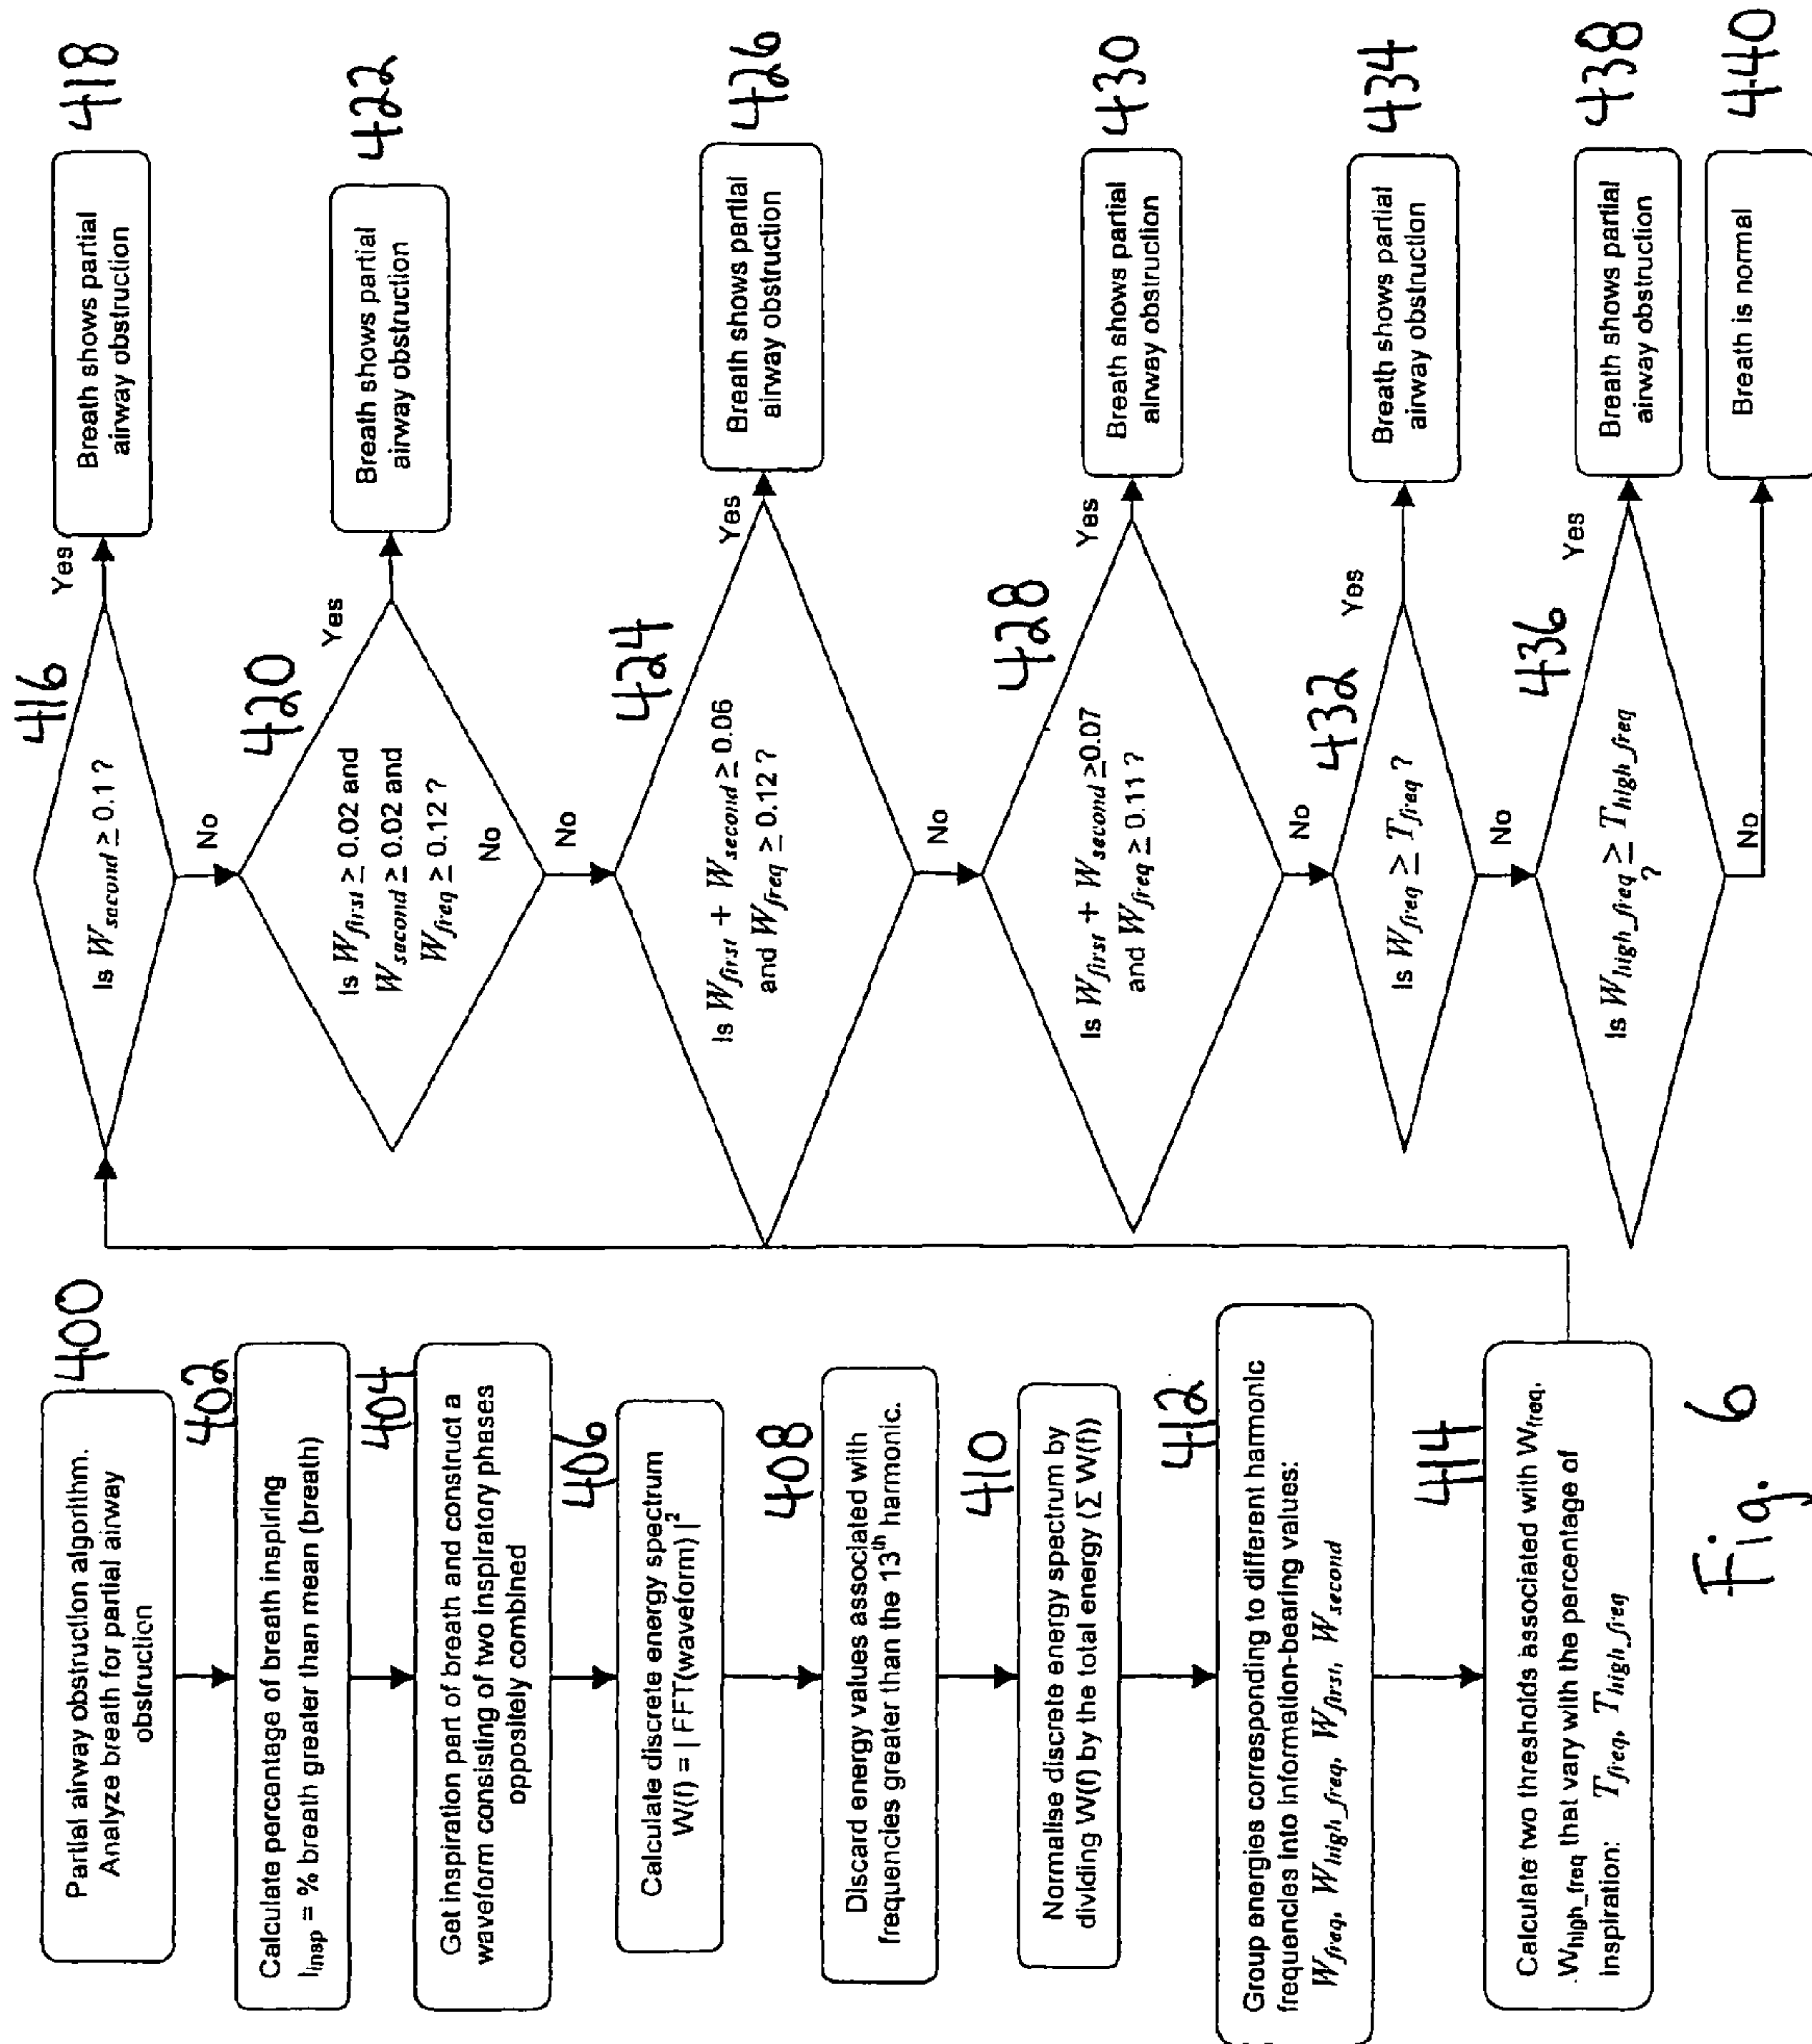 400
Partial airway obstruction algorithm.
Analyze breath for partial airway
obstruction
402
Calculate percentage of breath inspiring
I_insp = % breath greater than mean (breath)
404
Get inspiration part of breath and construct a
waveform consisting of two inspiratory phases
oppositely combined
406
Calculate discrete energy spectrum
W(f) = | FFT(waveform) |²
408
Discard energy values associated with
frequencies greater than the 13th harmonic.
410
Normalise discrete energy spectrum by
dividing W(f) by the total energy (Σ W(f))
412
Group energies corresponding to different harmonic
frequencies into information-bearing values:
W_freq, W_high_freq, W_first, W_second
414
Calculate two thresholds associated with W_freq,
W_high_freq that vary with the percentage of
inspiration: T_freq, T_high_freq
416
Is W_second ≥ 0.1 ?
Yes
No
418
Breath shows partial
airway obstruction
420
Is W_first ≥ 0.02 and
W_second ≥ 0.02 and
W_freq ≥ 0.12 ?
No
Yes
No
422
Breath shows partial
airway obstruction
424
Is W_first + W_second ≥ 0.06
and W_freq ≥ 0.12 ?
Yes
No
426
Breath shows partial
airway obstruction
428
Is W_first + W_second ≥0.07
and W_freq ≥ 0.11 ?
Yes
No
430
Breath shows partial
airway obstruction
432
Is W_freq ≥ T_freq ?
Yes
No
434
Breath shows partial
airway obstruction
436
Is W_high_freq ≥ T_high_freq
?
Yes
No
438
Breath shows partial
airway obstruction
440
Breath is normal
Fig. 6